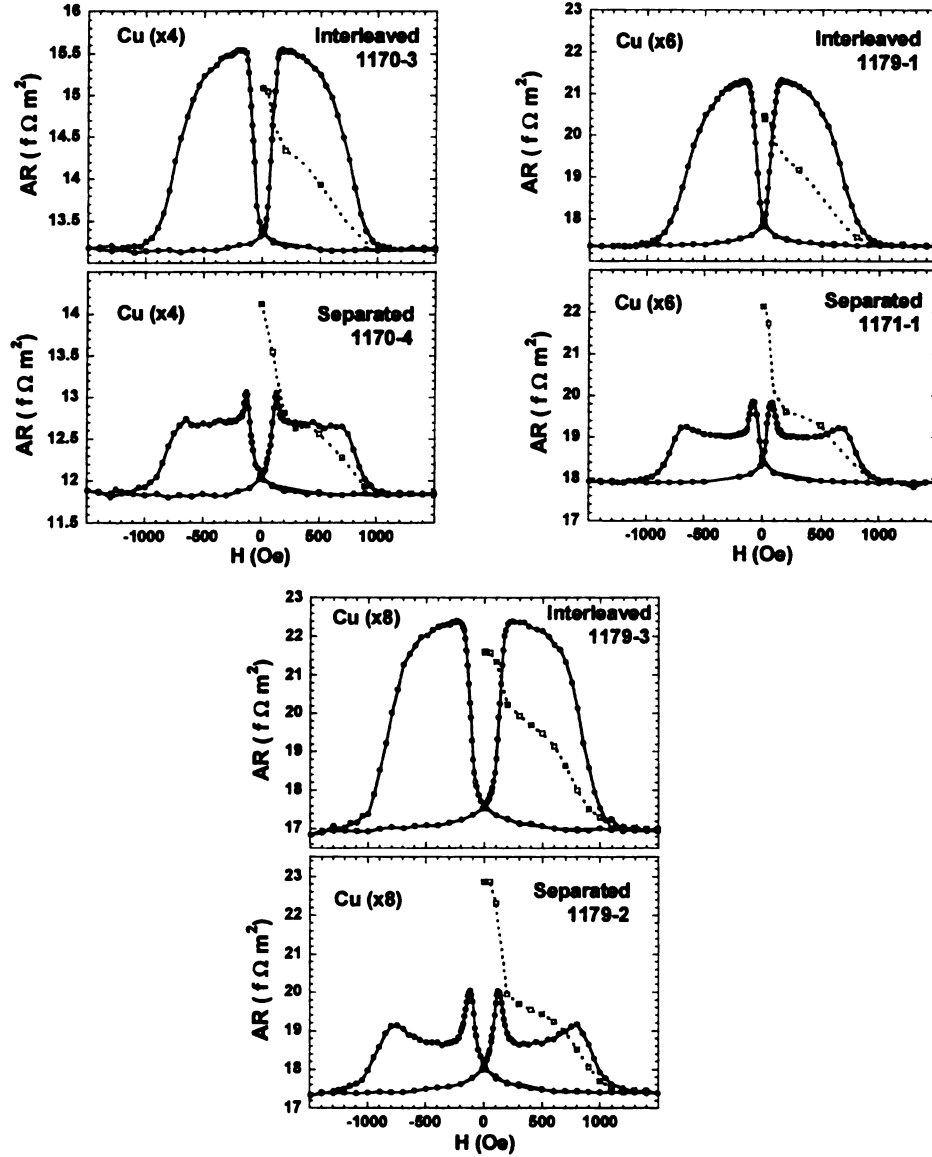 Cu (x4)
Interleaved
1170-3
AR ( f Ω m²)
16
15.5
15
14.5
14
13.5
Cu (x4)
Separated
1170-4
AR ( f Ω m²)
14
13.5
13
12.5
12
11.5
-1000 -500 0 500 1000
H (Oe)
Cu (x6)
Interleaved
1179-1
AR ( f Ω m²)
23
22
21
20
19
18
17
Cu (x6)
Separated
1171-1
AR ( f Ω m²)
22
21
20
19
18
17
-1000 -500 0 500 1000
H (Oe)
Cu (x8)
Interleaved
1179-3
AR ( f Ω m²)
23
22
21
20
19
18
17
Cu (x8)
Separated
1179-2
AR ( f Ω m²)
23
22
21
20
19
18
17
-1000 -500 0 500 1000
H (Oe)